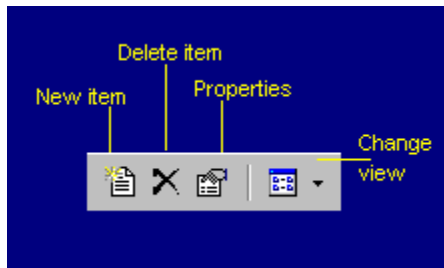 Delete item
New item
Properties
Change
view